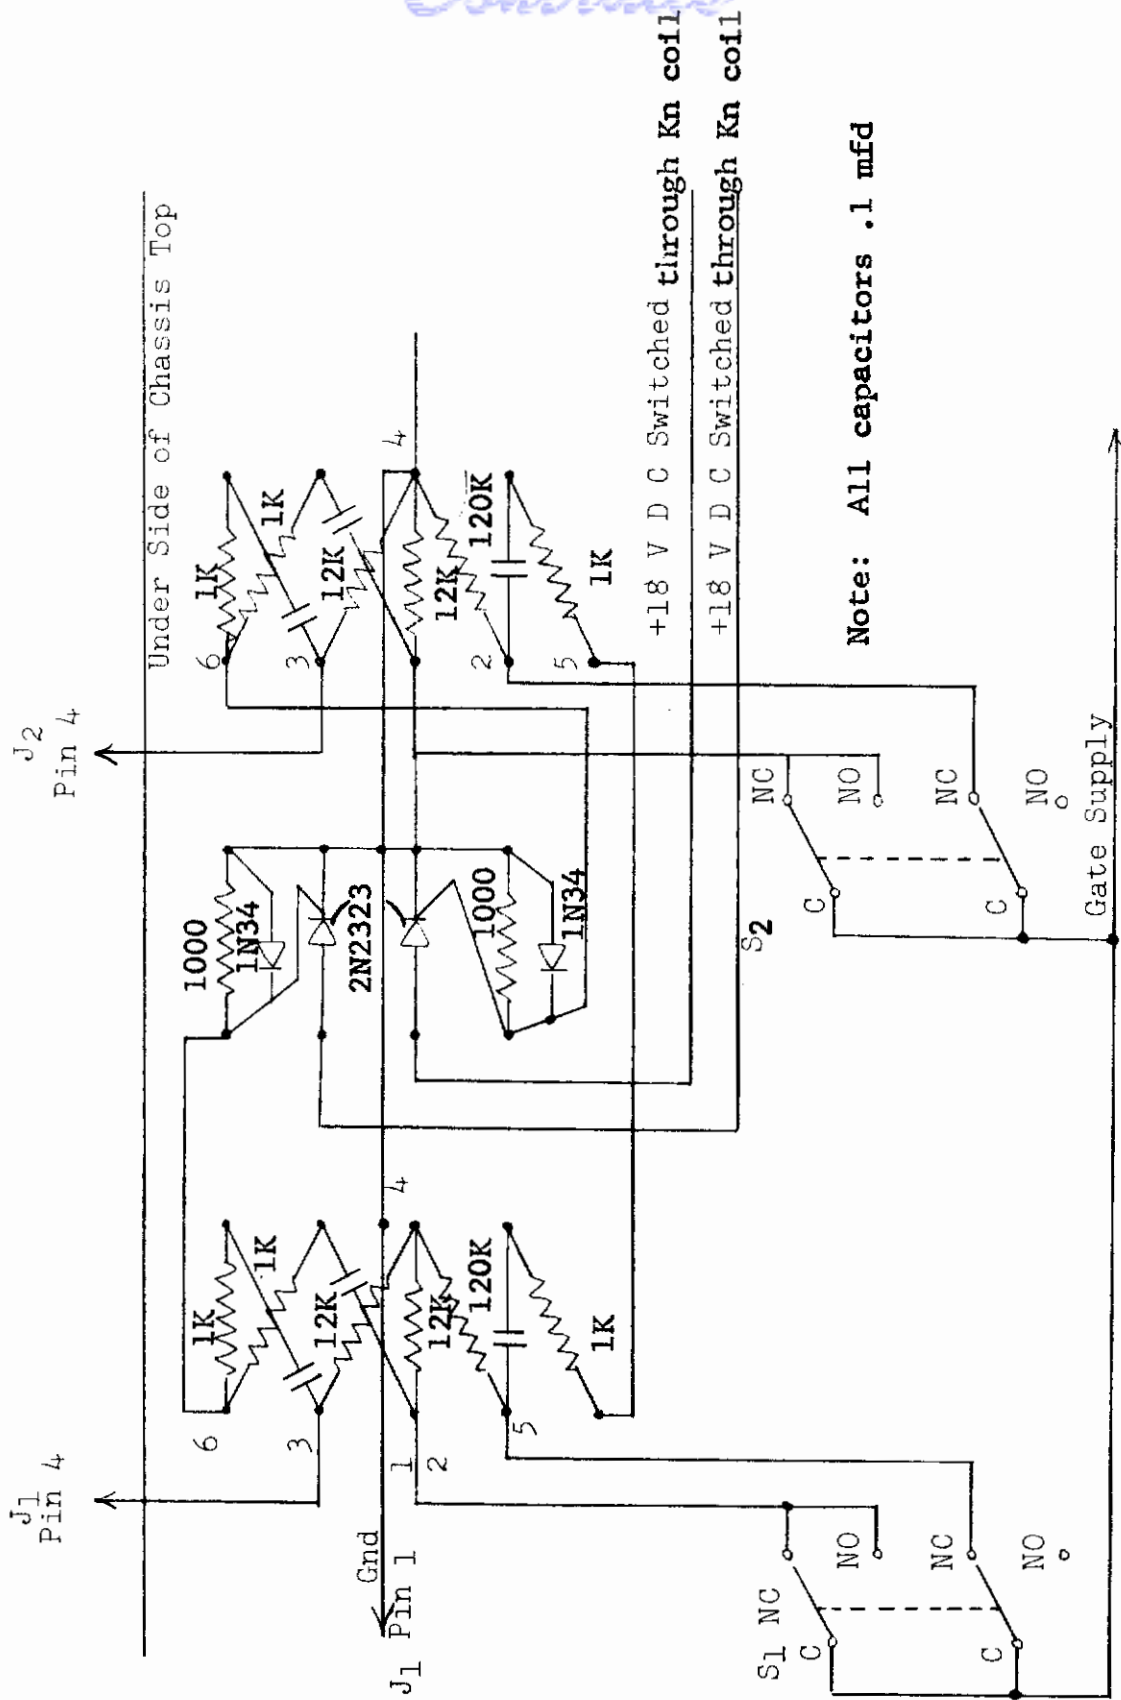 J1
Pin 4
J2
Pin 4
Under Side of Chassis Top
6
1K
1K
3
12K
12K
120K
1
2
5
1K
4
Gnd
J1 Pin 1
1000
1N34
2N2323
1000
1N34
6
1K
1K
3
12K
12K
120K
2
5
1K
4
+18 V D C Switched through Kn coil
+18 V D C Switched through Kn coil
Note: All capacitors .1 mfd
S1
NC
C
NO
NC
C
NO
S2
NC
C
NO
NC
C
NO
Gate Supply